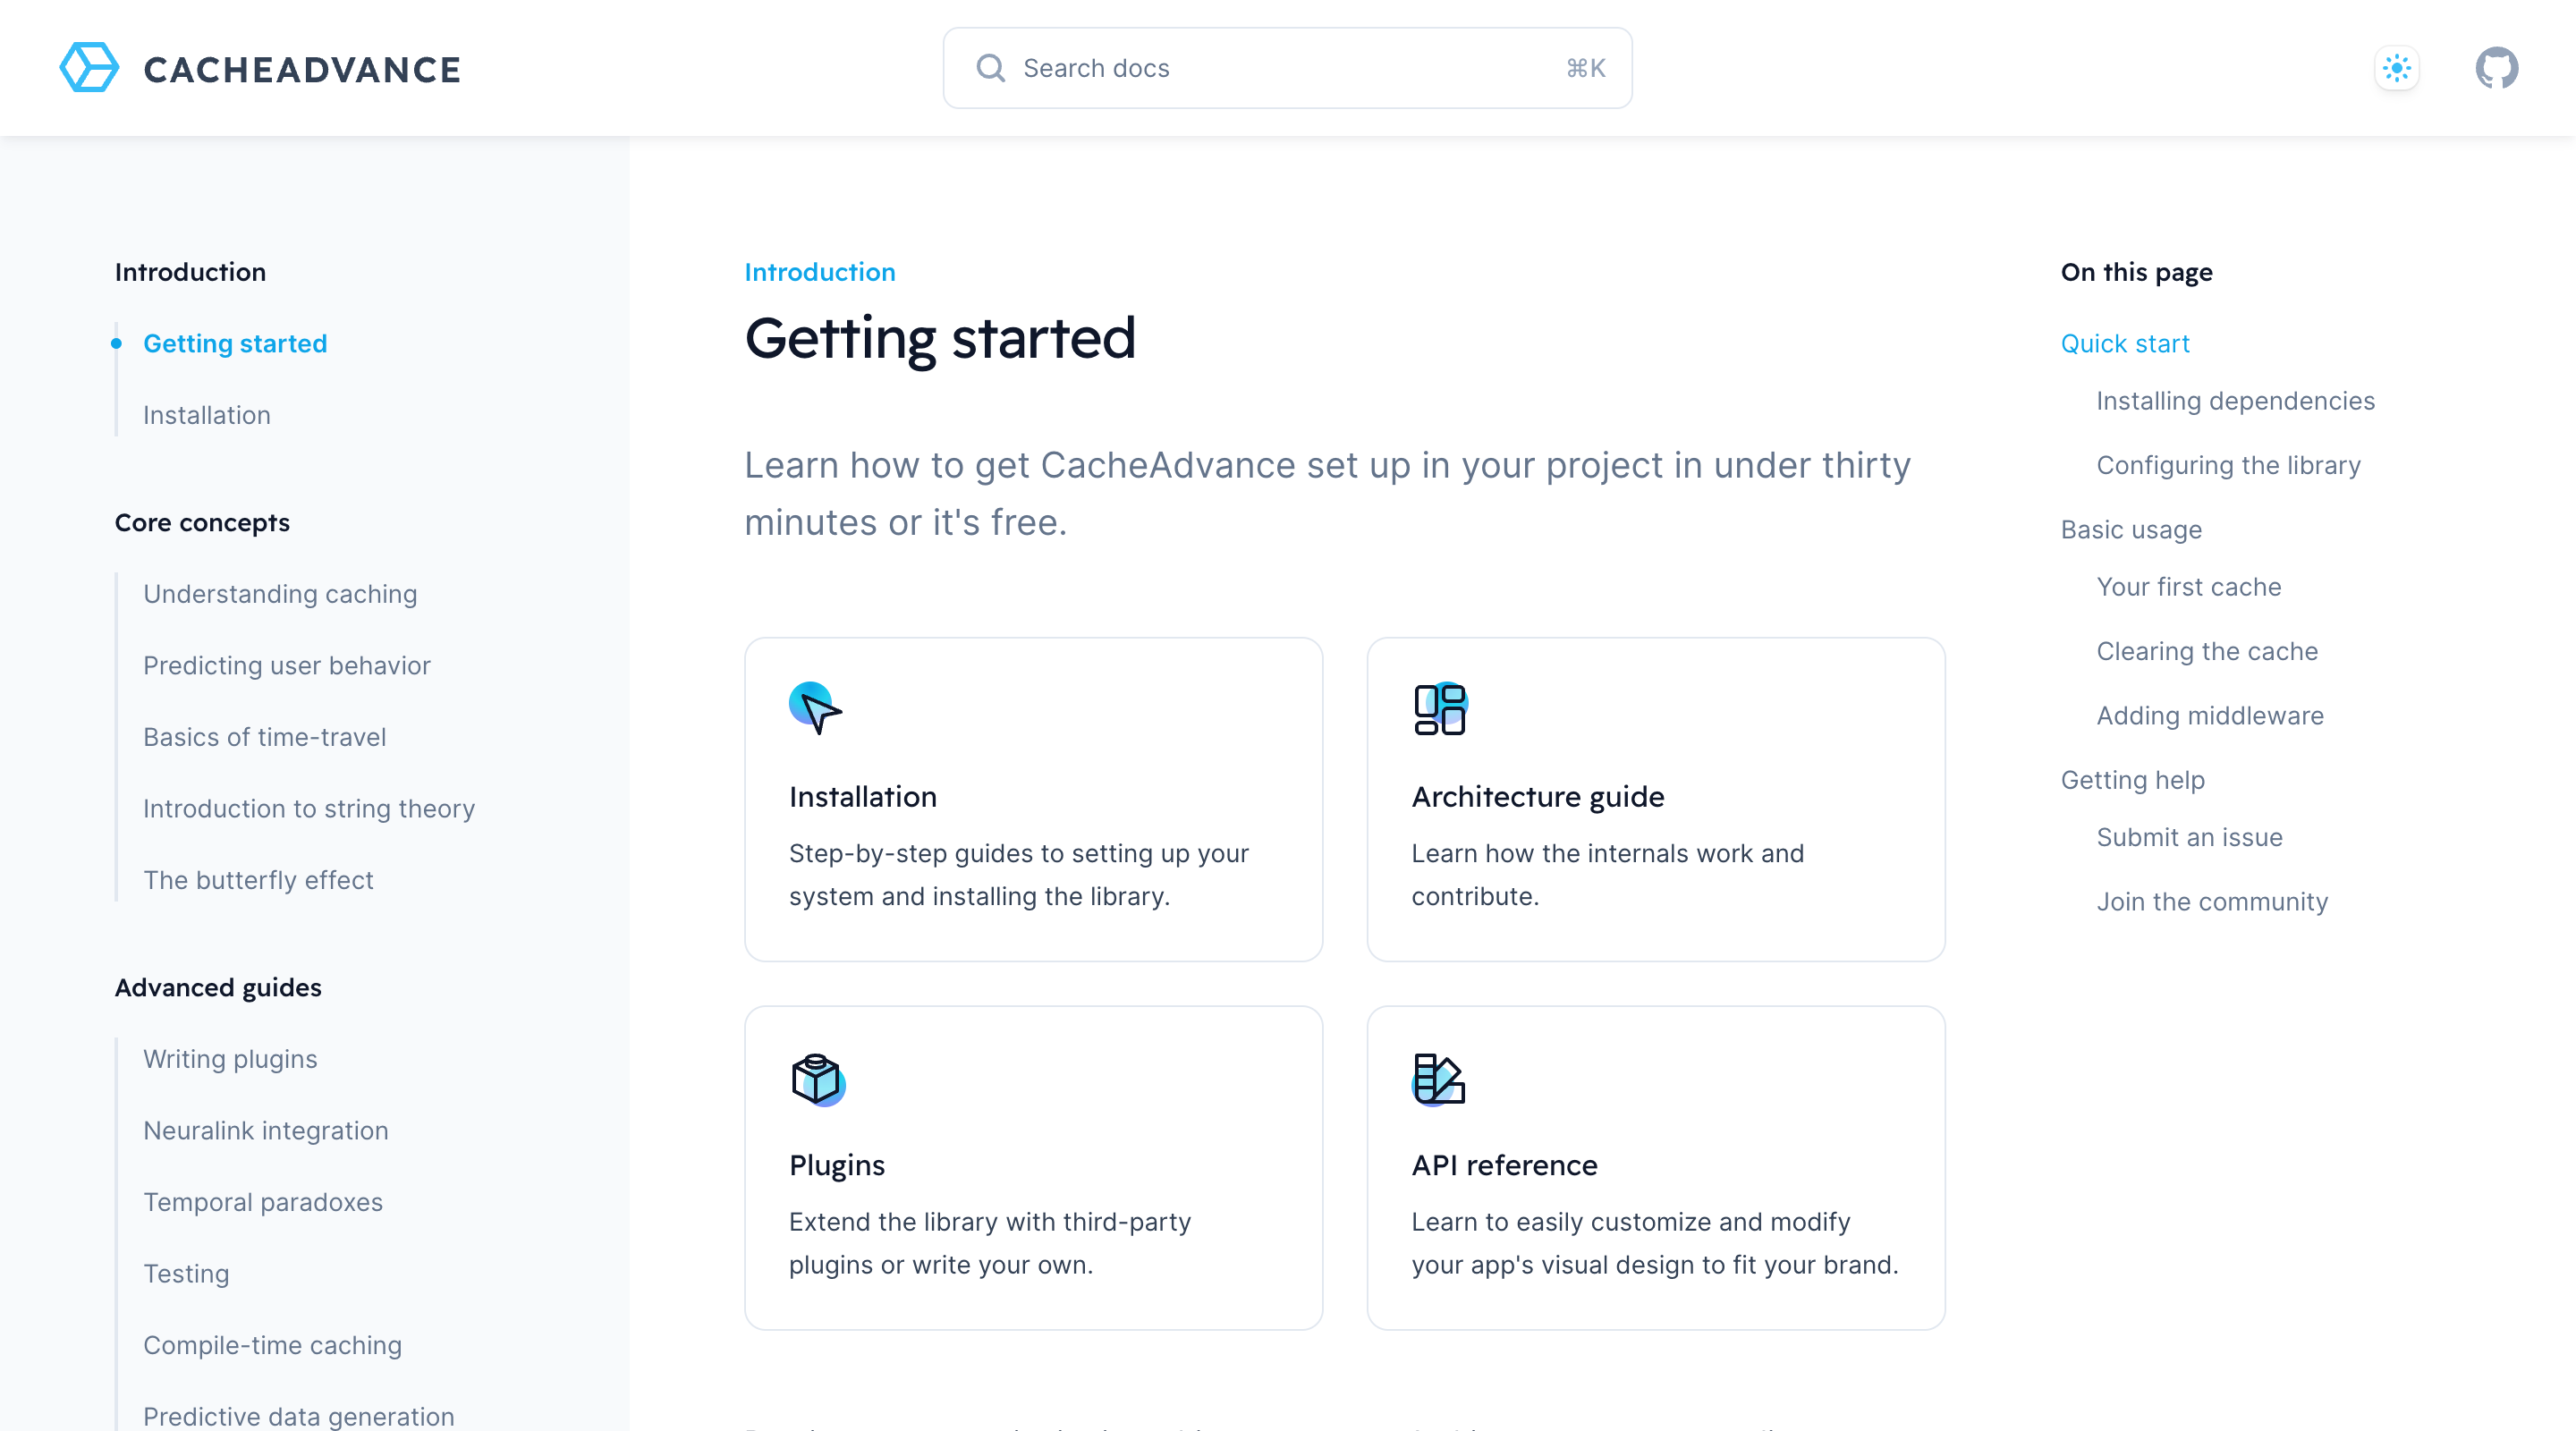 CACHEADVANCE
Search docs
⌘K
Introduction
Getting started
Installation
Core concepts
Understanding caching
Predicting user behavior
Basics of time-travel
Introduction to string theory
The butterfly effect
Advanced guides
Writing plugins
Neuralink integration
Temporal paradoxes
Testing
Compile-time caching
Predictive data generation
Introduction
Getting started
Learn how to get CacheAdvance set up in your project in under thirty
minutes or it's free.
Installation
Step-by-step guides to setting up your
system and installing the library.
Architecture guide
Learn how the internals work and
contribute.
Plugins
Extend the library with third-party
plugins or write your own.
API reference
Learn to easily customize and modify
your app's visual design to fit your brand.
On this page
Quick start
Installing dependencies
Configuring the library
Basic usage
Your first cache
Clearing the cache
Adding middleware
Getting help
Submit an issue
Join the community